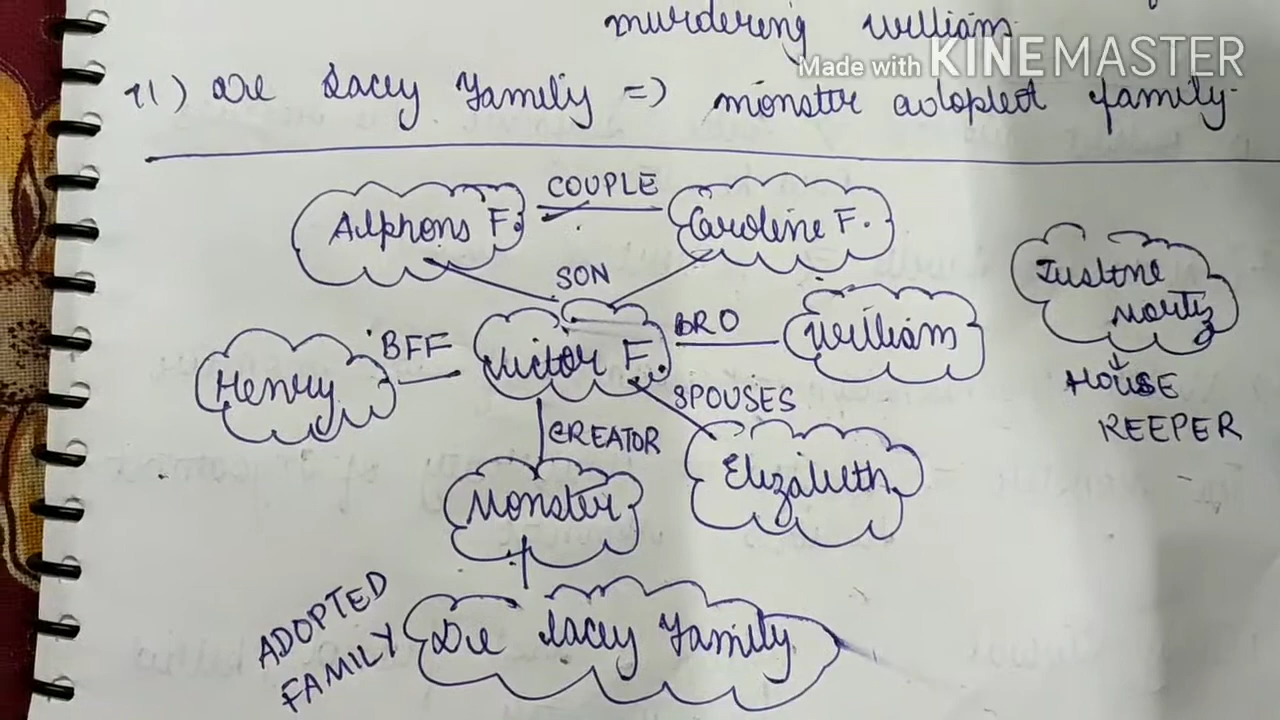 murdering william
Made with KINEMASTER
11) De Lacey Family => monster adopted family.
COUPLE
Alphons F.
Caroline F.
SON
Justine
Moritz
HOUSE
KEEPER
BRO
William
BFF
Victor F.
Henry
SPOUSES
CREATOR
Elizabeth
Monster
ADOPTED
FAMILY
De Lacey Family